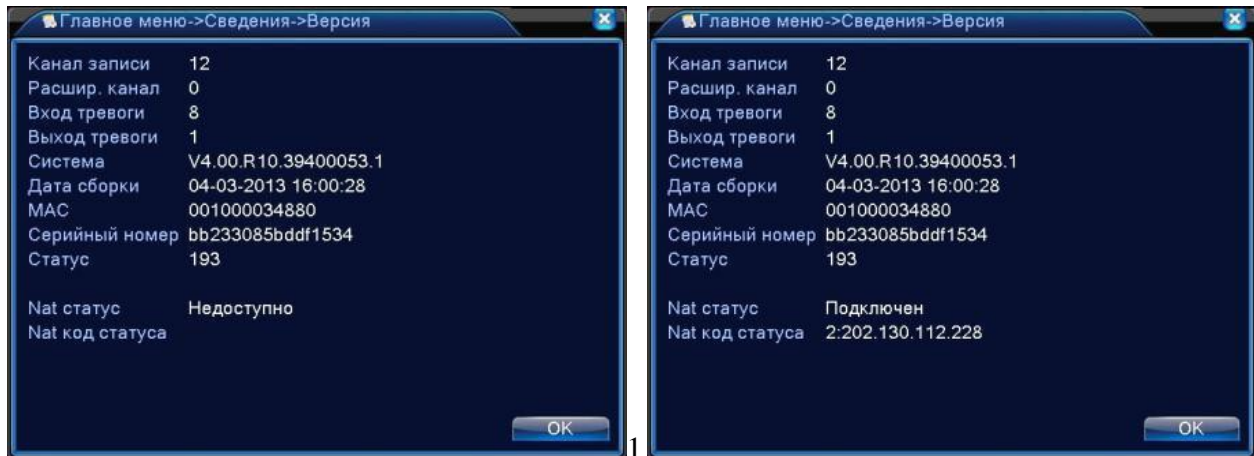 Главное меню->Сведения->Версия
Канал записи 12
Расшир. канал 0
Вход тревоги 8
Выход тревоги 1
Система V4.00.R10.39400053.1
Дата сборки 04-03-2013 16:00:28
MAC 001000034880
Серийный номер bb233085bddf1534
Статус 193
Nat статус Недоступно
Nat код статуса
OK
1
Главное меню->Сведения->Версия
Канал записи 12
Расшир. канал 0
Вход тревоги 8
Выход тревоги 1
Система V4.00.R10.39400053.1
Дата сборки 04-03-2013 16:00:28
MAC 001000034880
Серийный номер bb233085bddf1534
Статус 193
Nat статус Подключен
Nat код статуса 2:202.130.112.228
OK